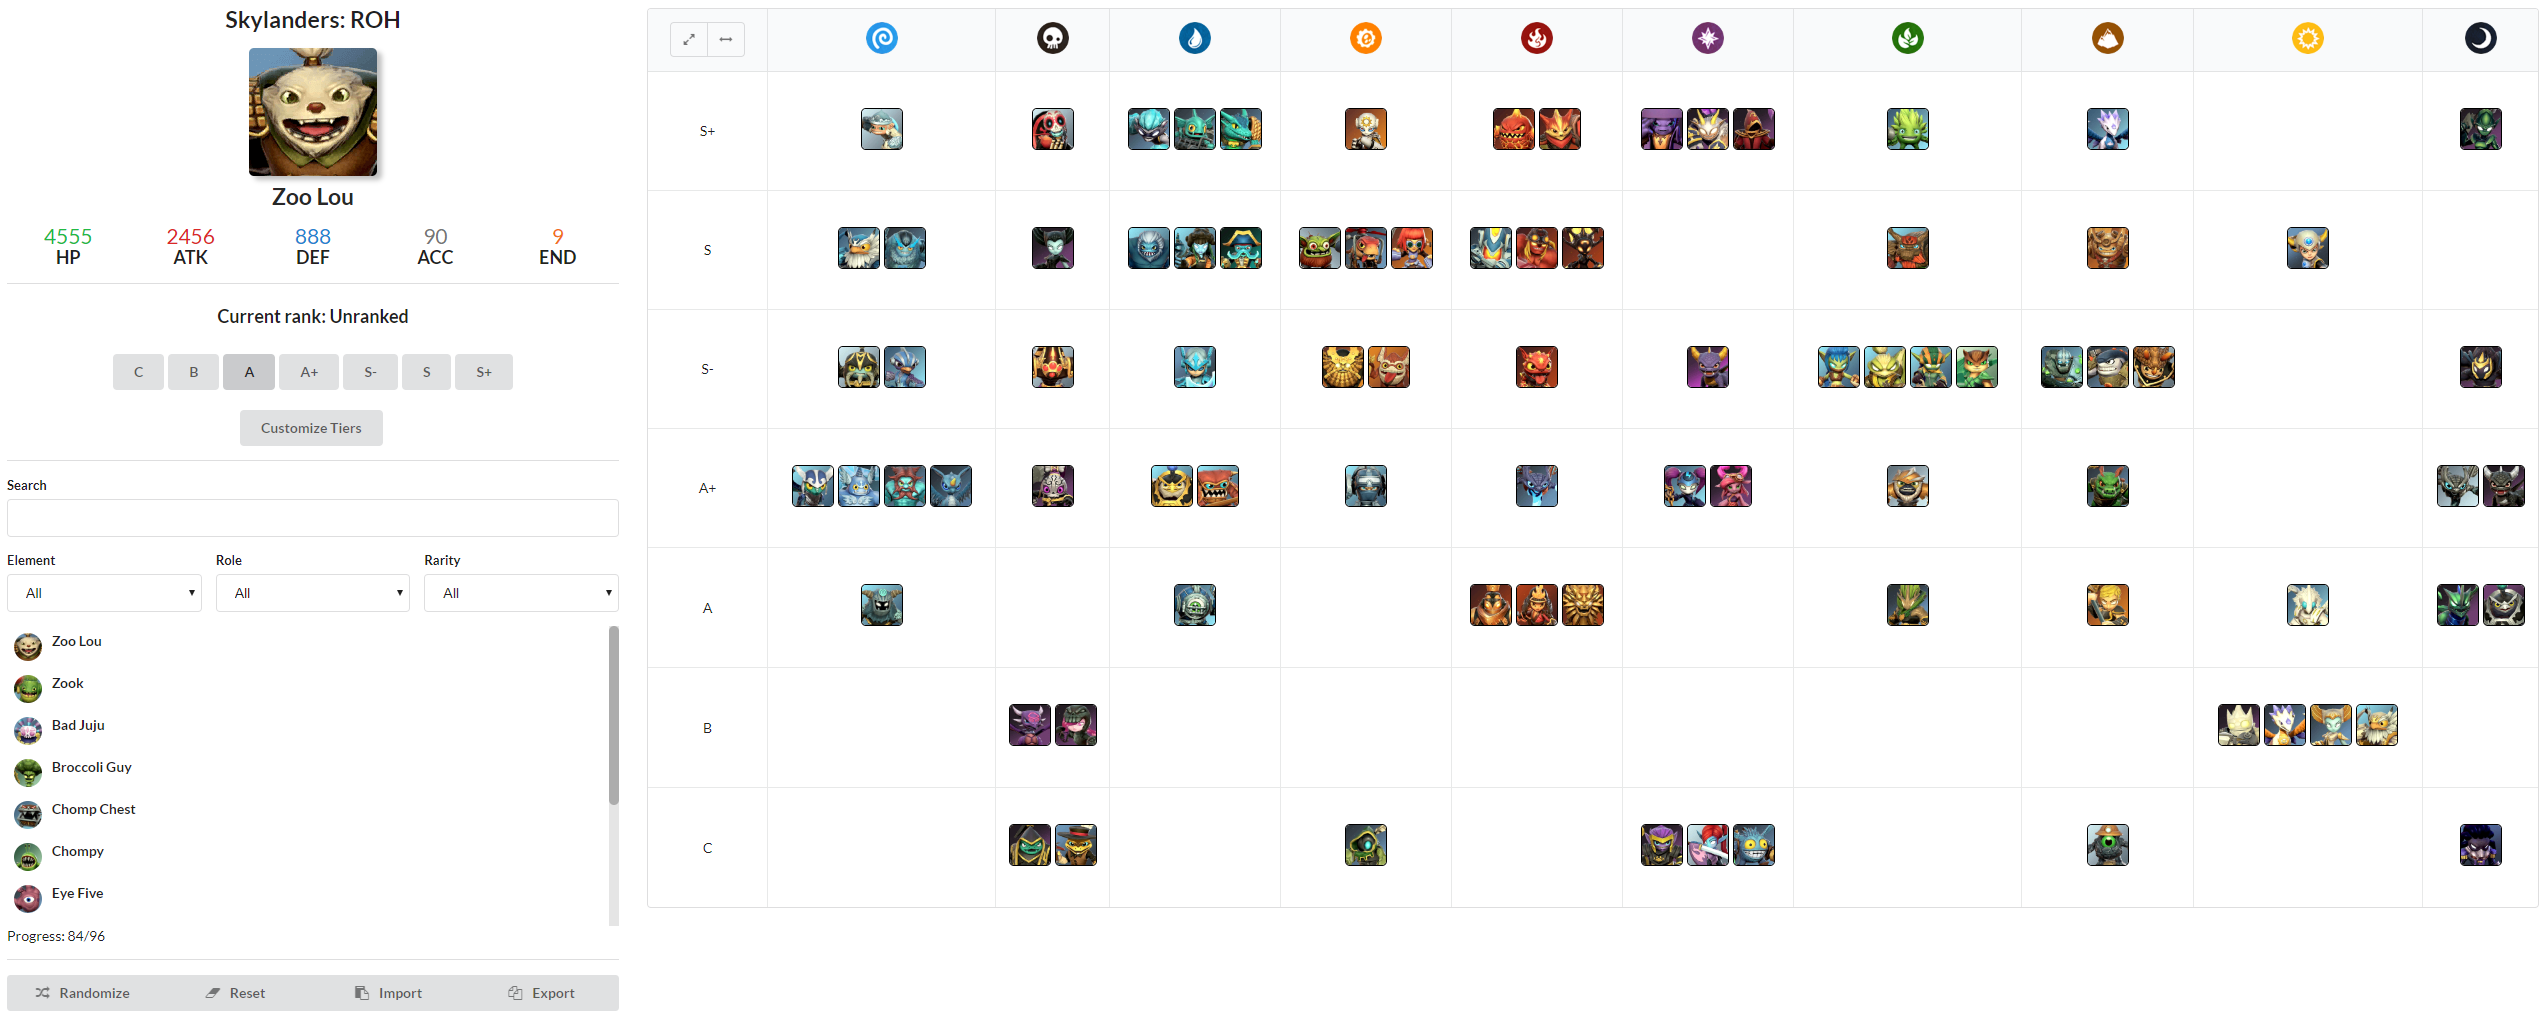 Skylanders: ROH
Zoo Lou
4555 2456 888 90 9
HP ATK DEF ACC END
Current rank: Unranked
C B A A+ S- S S+
Customize Tiers
Search
Element Role Rarity
All All All
Zoo Lou
Zook
Bad Juju
Broccoli Guy
Chomp Chest
Chompy
Eye Five
Progress: 84/96
Randomize Reset Import Export
S+
S
S-
A+
A
B
C